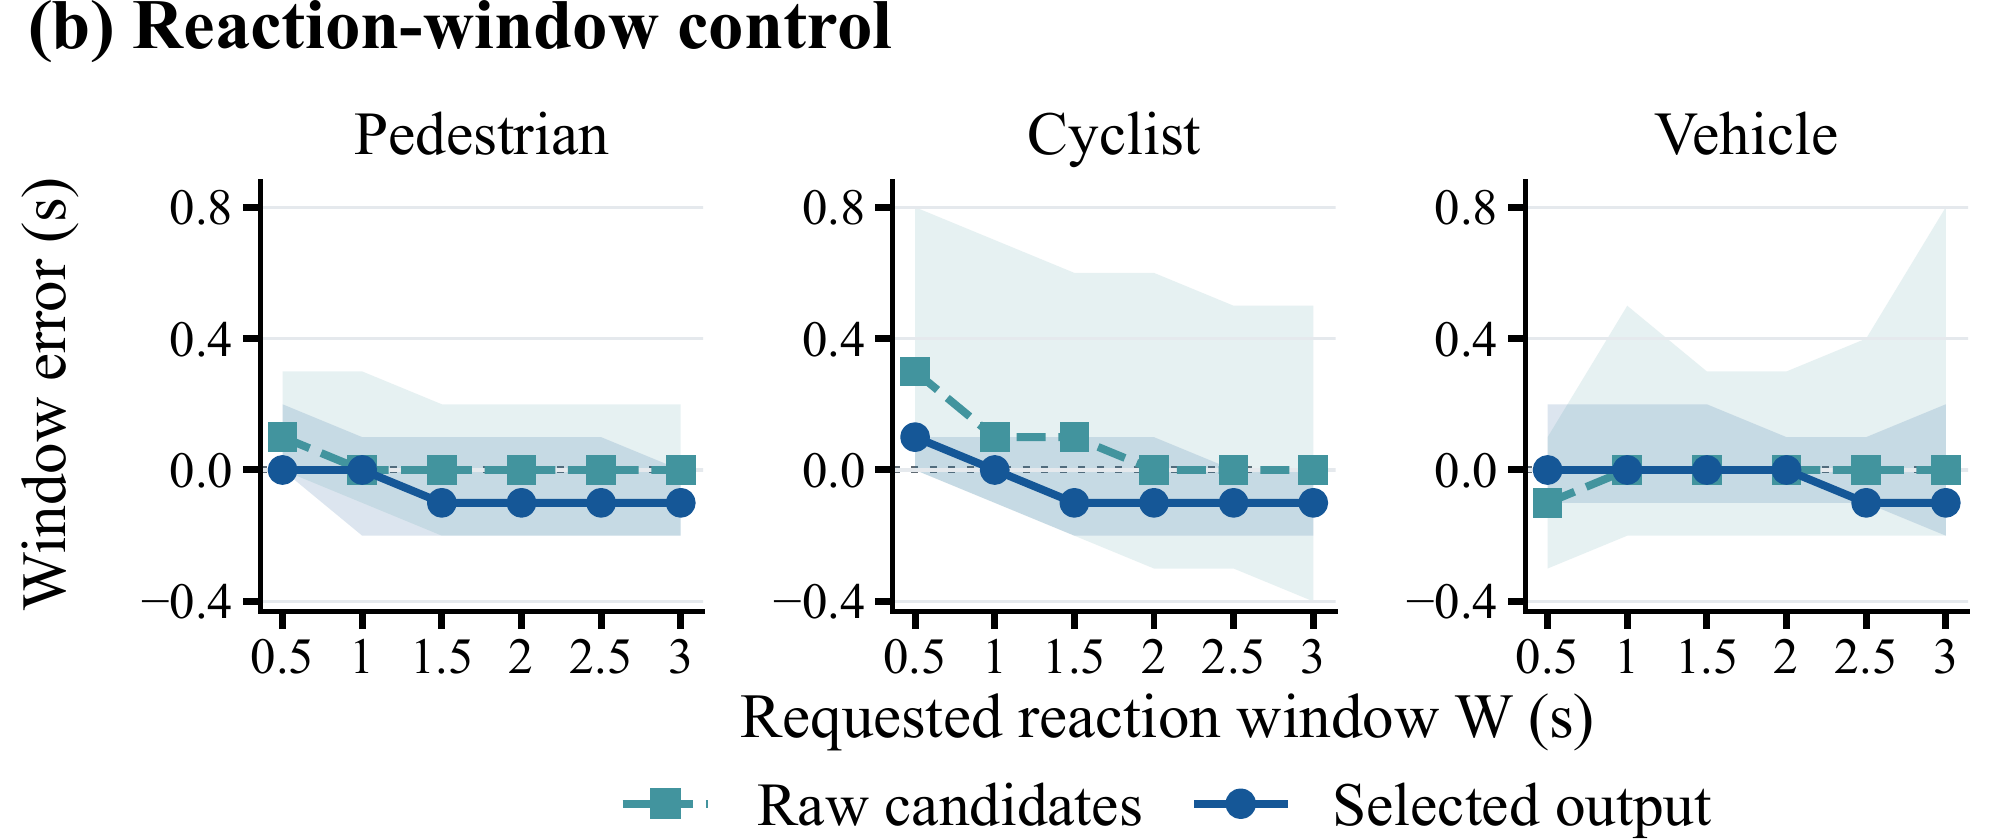 (b) Reaction-window control
Pedestrian
Cyclist
Vehicle
Window error (s)
0.8
0.4
0.0
−0.4
0.5 1 1.5 2 2.5 3
0.8
0.4
0.0
−0.4
0.5 1 1.5 2 2.5 3
0.8
0.4
0.0
−0.4
0.5 1 1.5 2 2.5 3
Requested reaction window W (s)
Raw candidates
Selected output